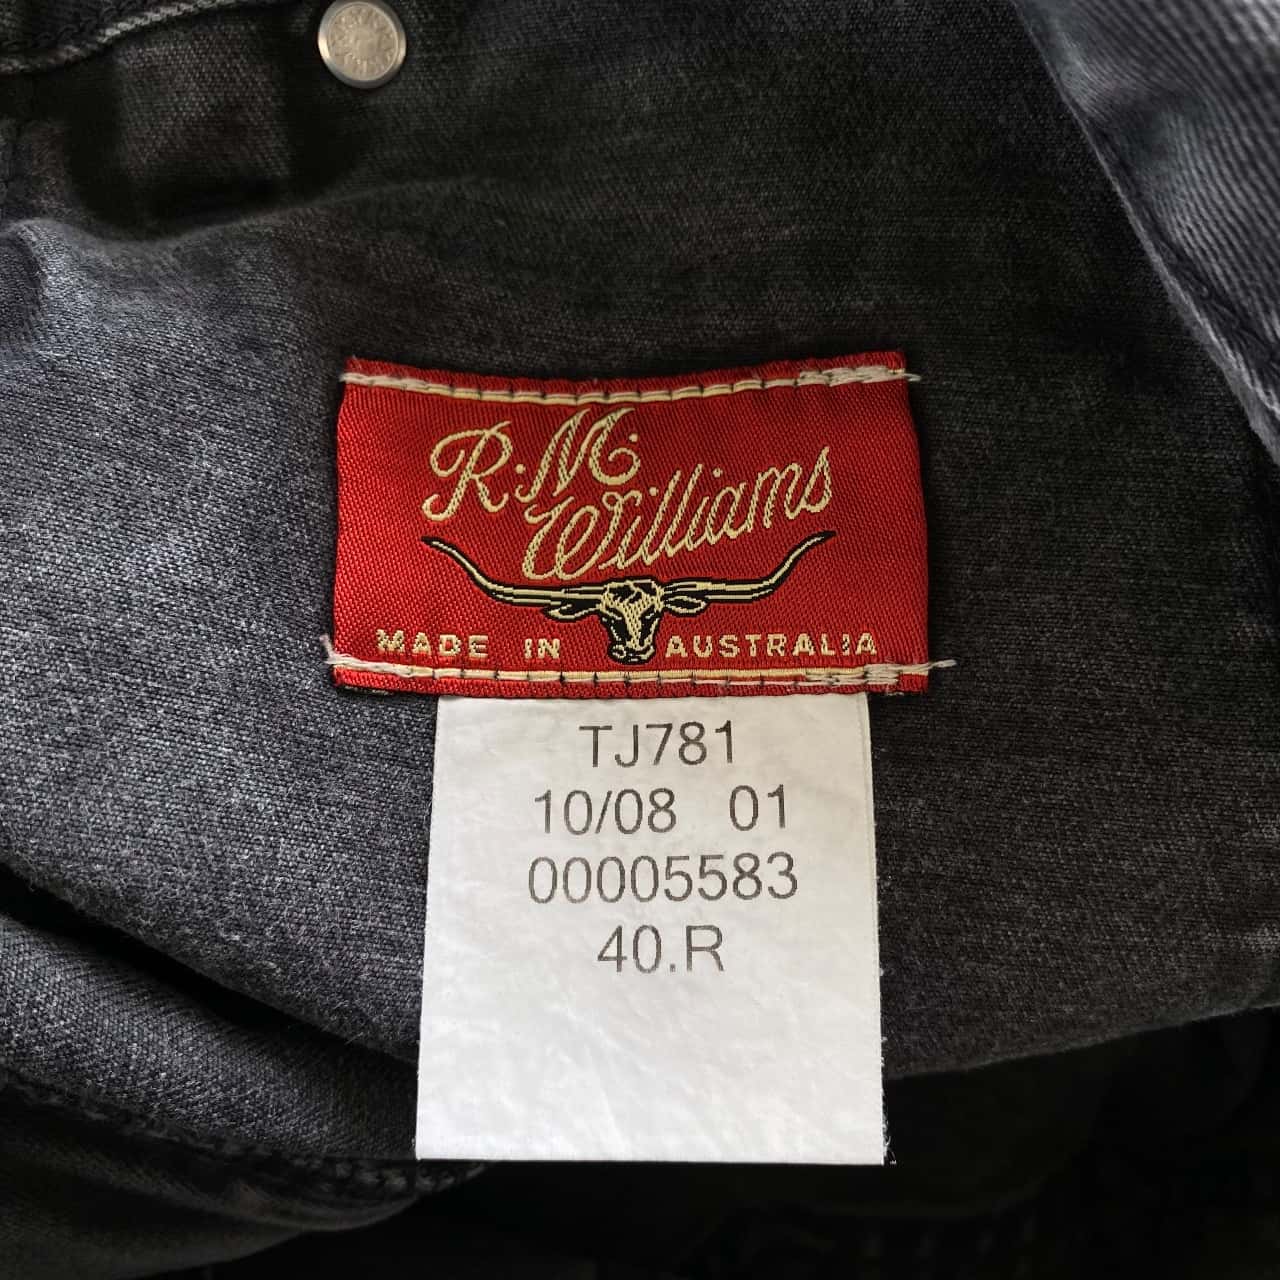 R.M.
Williams
MADE IN AUSTRALIA
TJ781
10/08 01
00005583
40.R